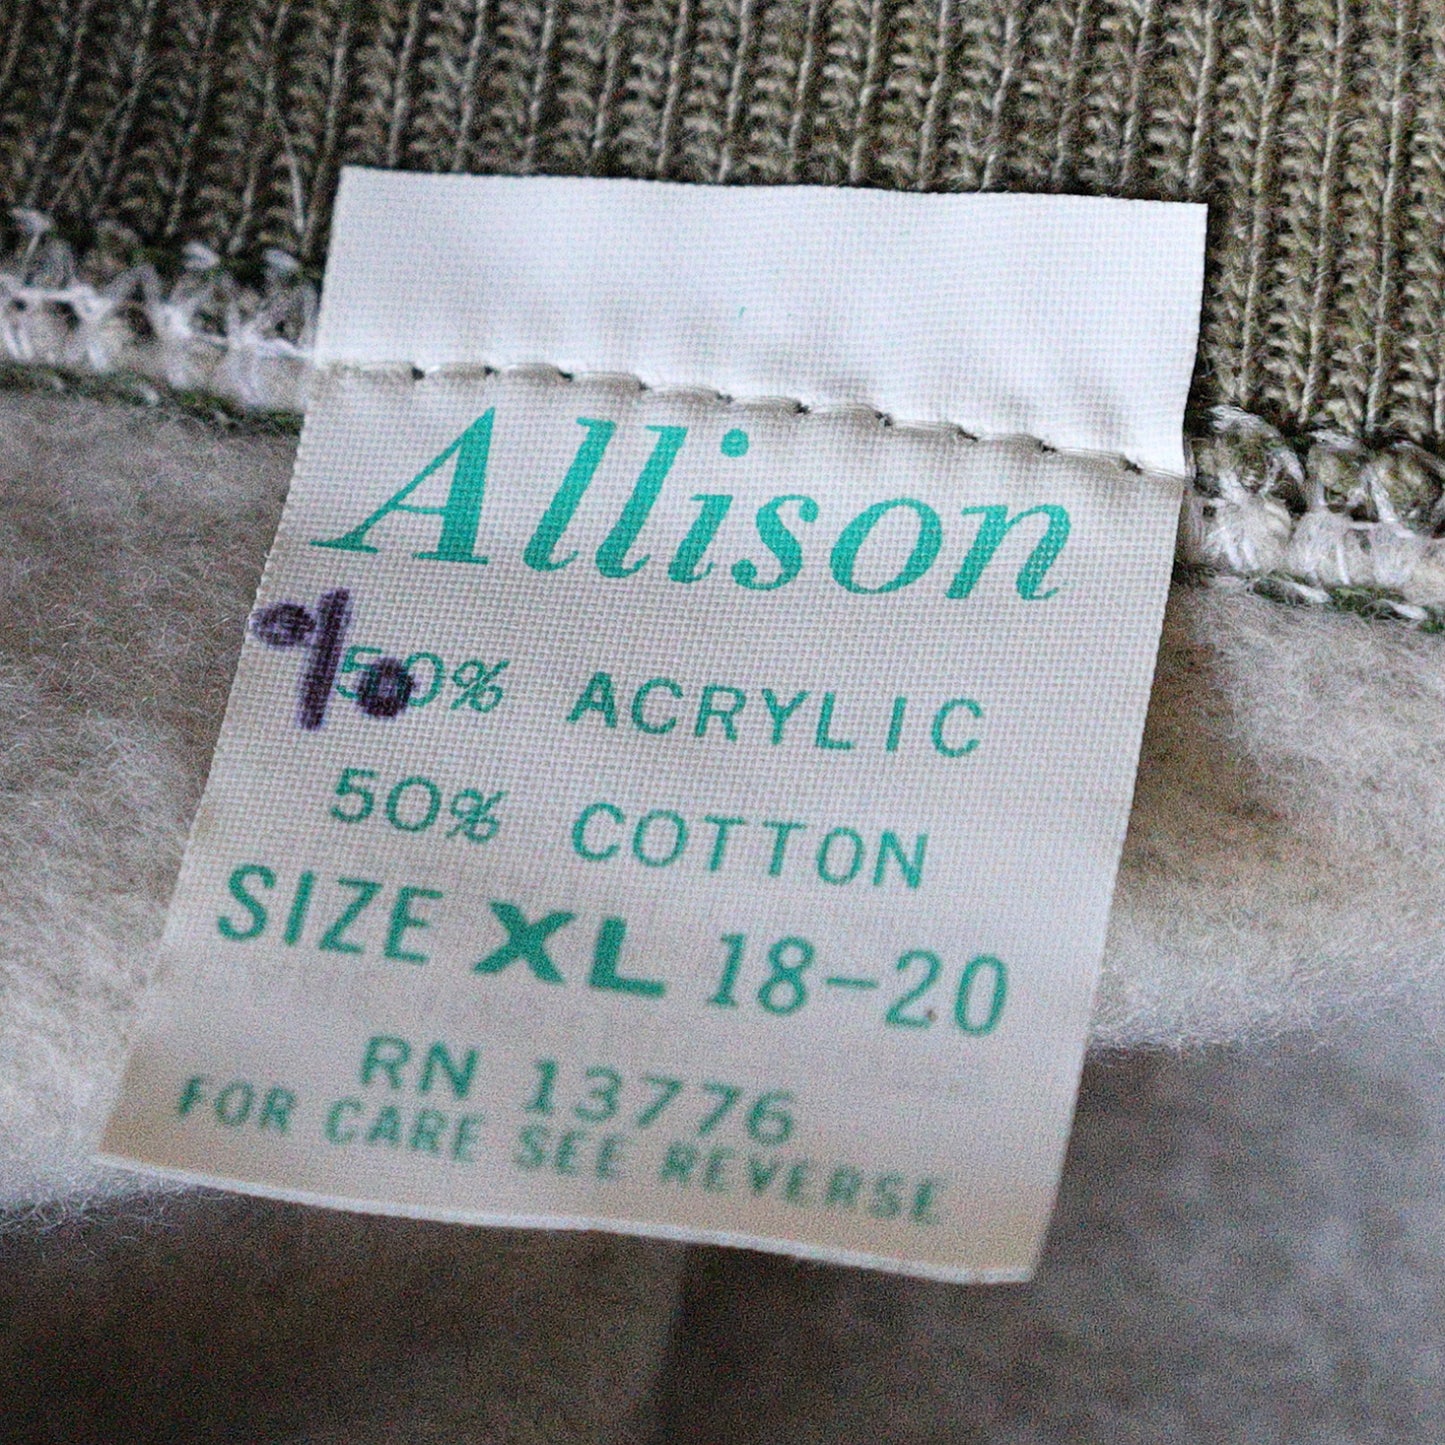 Allison
%
50% ACRYLIC
50% COTTON
SIZE XL 18-20
RN 13776
FOR CARE SEE REVERSE